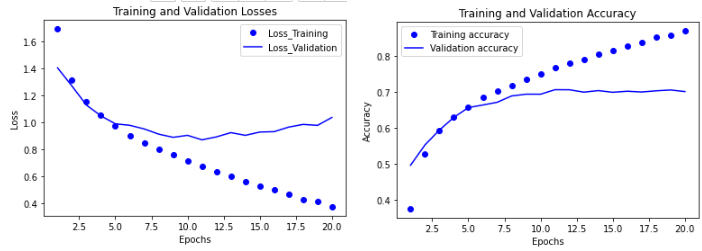 Training and Validation Losses
Loss_Training
Loss_Validation
Loss
1.6
1.4
1.2
1.0
0.8
0.6
0.4
2.5 5.0 7.5 10.0 12.5 15.0 17.5 20.0
Epochs
Training and Validation Accuracy
Training accuracy
Validation accuracy
Accuracy
0.8
0.7
0.6
0.5
0.4
2.5 5.0 7.5 10.0 12.5 15.0 17.5 20.0
Epochs